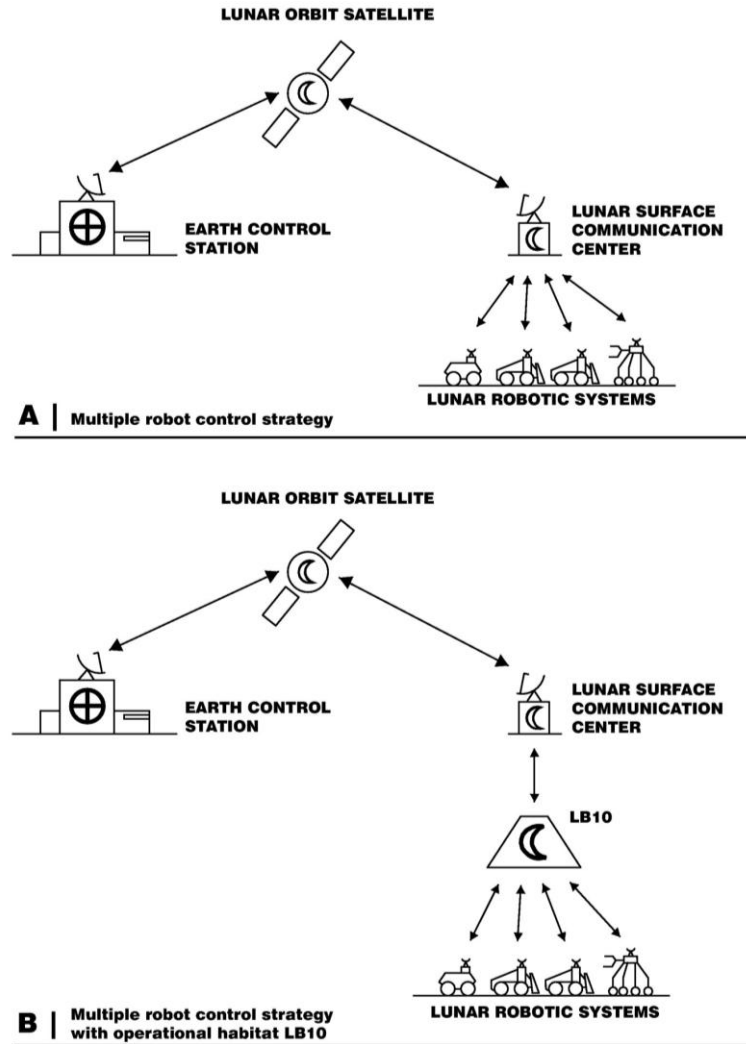 LUNAR ORBIT SATELLITE
EARTH CONTROL
STATION
LUNAR SURFACE
COMMUNICATION
CENTER
LUNAR ROBOTIC SYSTEMS
A | Multiple robot control strategy
LUNAR ORBIT SATELLITE
EARTH CONTROL
STATION
LUNAR SURFACE
COMMUNICATION
CENTER
LB10
LUNAR ROBOTIC SYSTEMS
B | Multiple robot control strategy
with operational habitat LB10